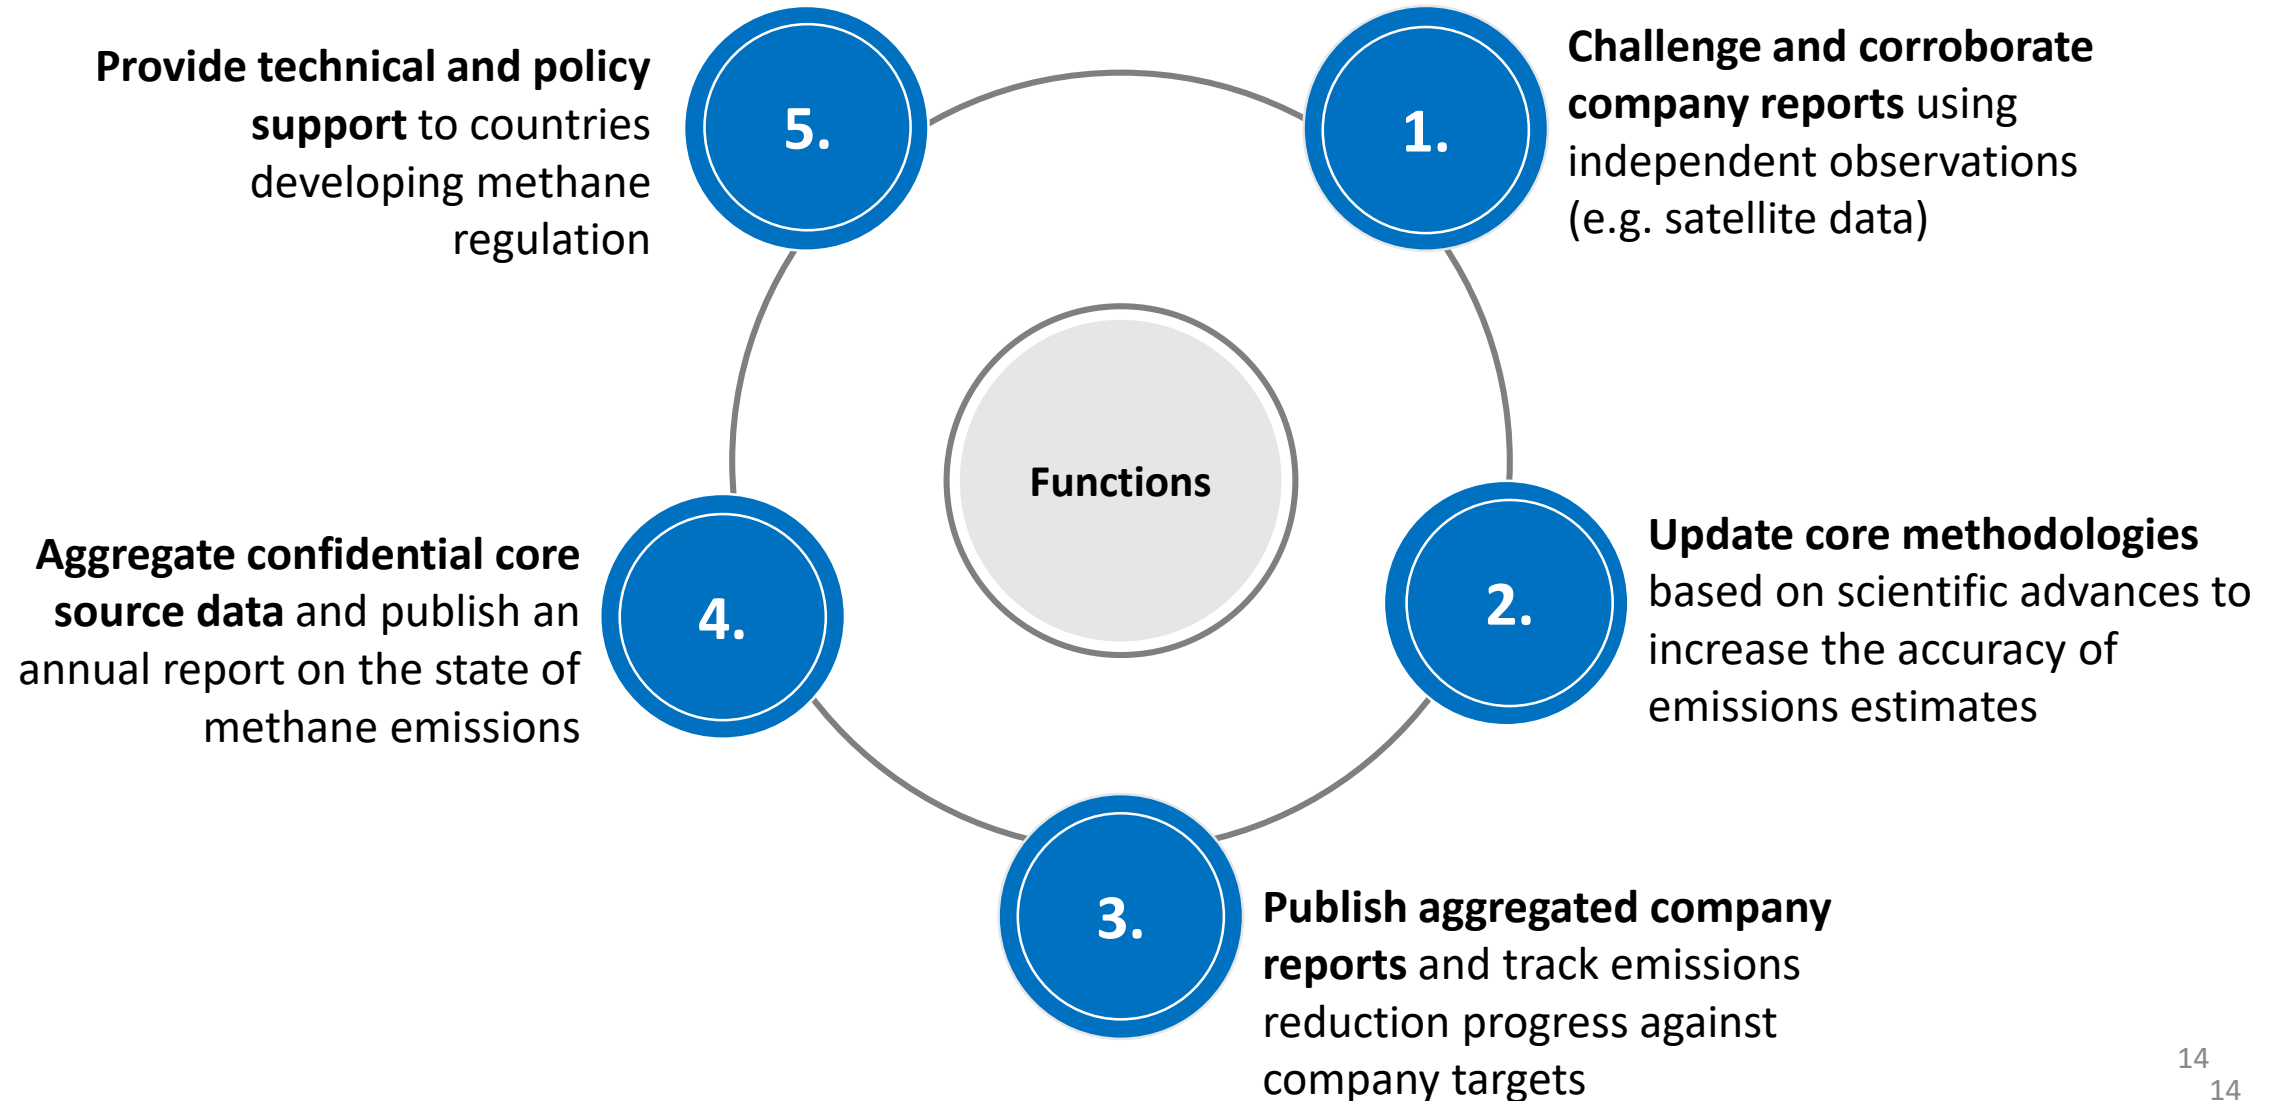 Functions
1.
Challenge and corroborate
company reports using
independent observations
(e.g. satellite data)
2.
Update core methodologies
based on scientific advances to
increase the accuracy of
emissions estimates
3.
Publish aggregated company
reports and track emissions
reduction progress against
company targets
4.
Aggregate confidential core
source data and publish an
annual report on the state of
methane emissions
5.
Provide technical and policy
support to countries
developing methane
regulation
14
14